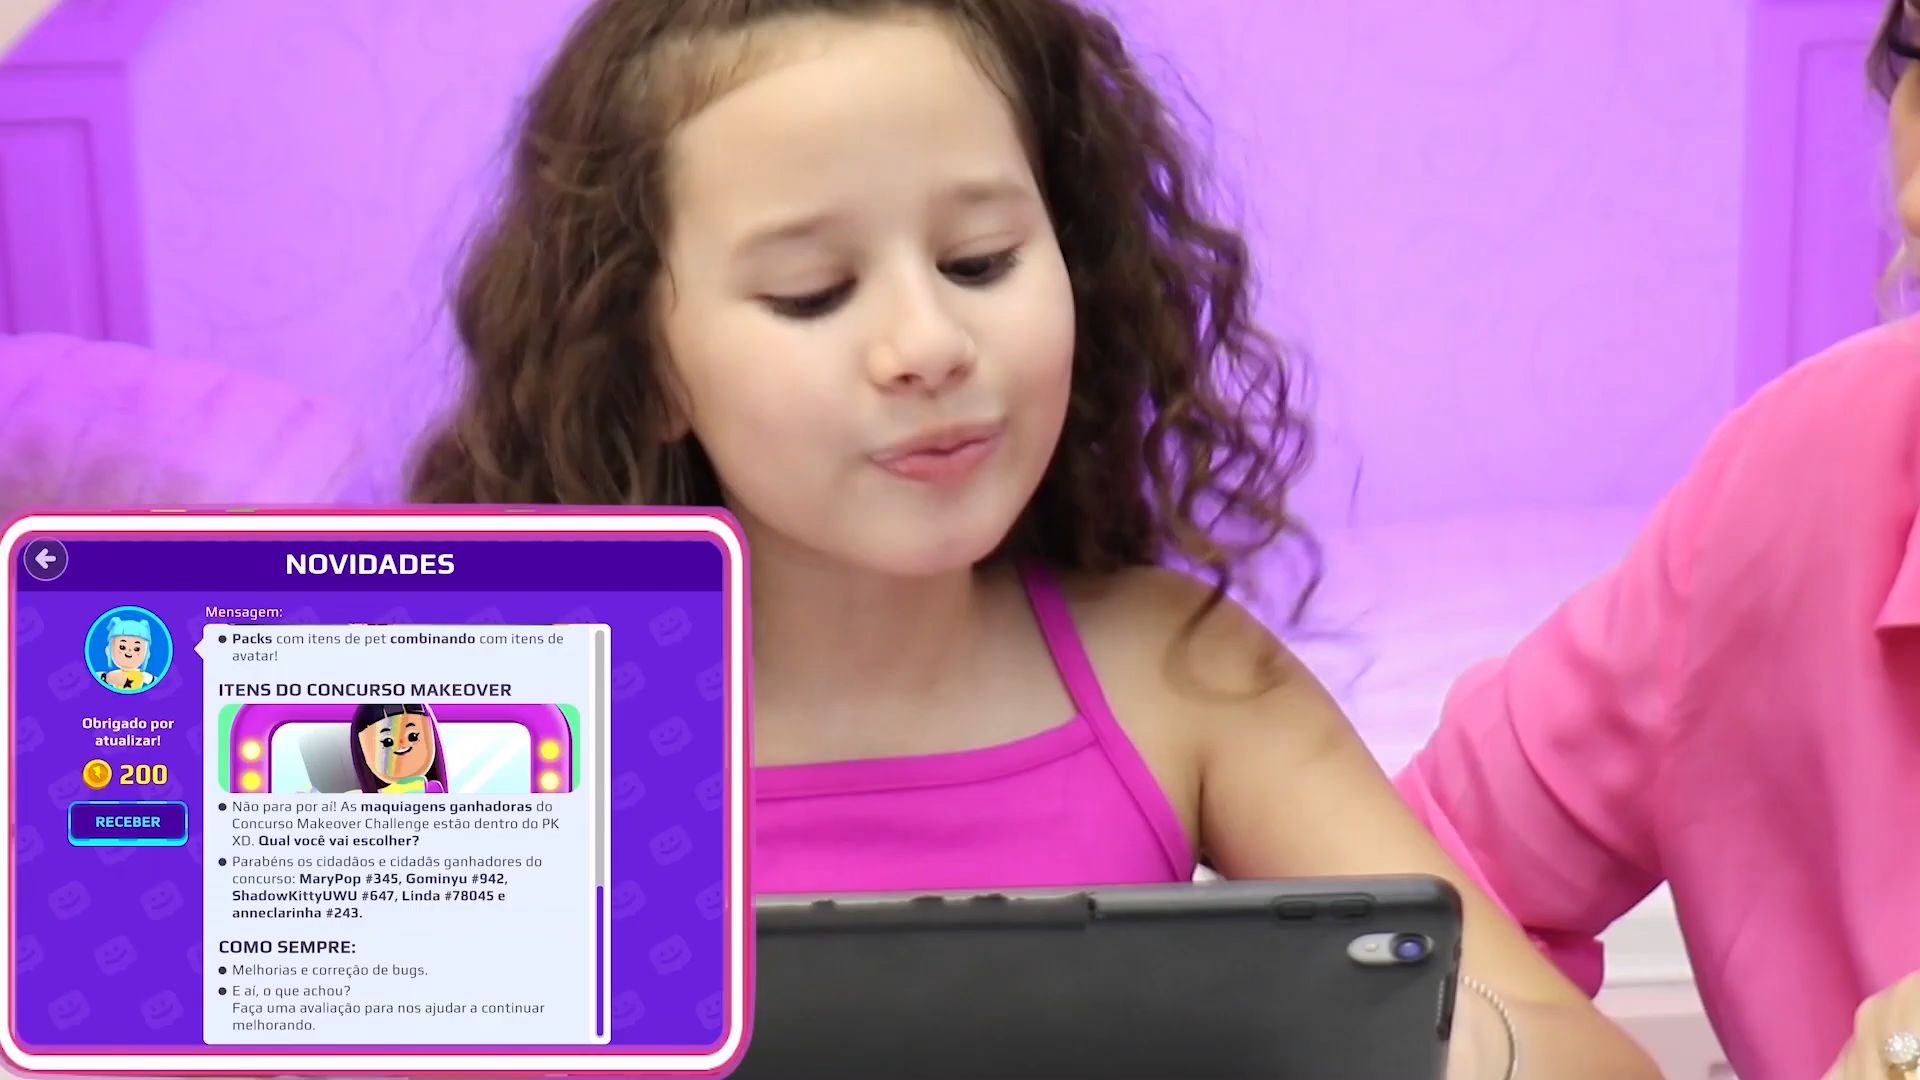 NOVIDADES
Mensagem:
● Packs com itens de pet combinando com itens de
avatar!
ITENS DO CONCURSO MAKEOVER
Obrigado por
atualizar!
200
RECEBER
● Não para por aí! As maquiagens ganhadoras do
Concurso Makeover Challenge estão dentro do PK
XD. Qual você vai escolher?
● Parabéns os cidadãos e cidadãs ganhadores do
concurso: MaryPop #345, Gominyu #942,
ShadowKittyUWU #647, Linda #78045 e
anneclarinha #243.
COMO SEMPRE:
● Melhorias e correção de bugs.
● E aí, o que achou?
Faça uma avaliação para nos ajudar a continuar
melhorando.